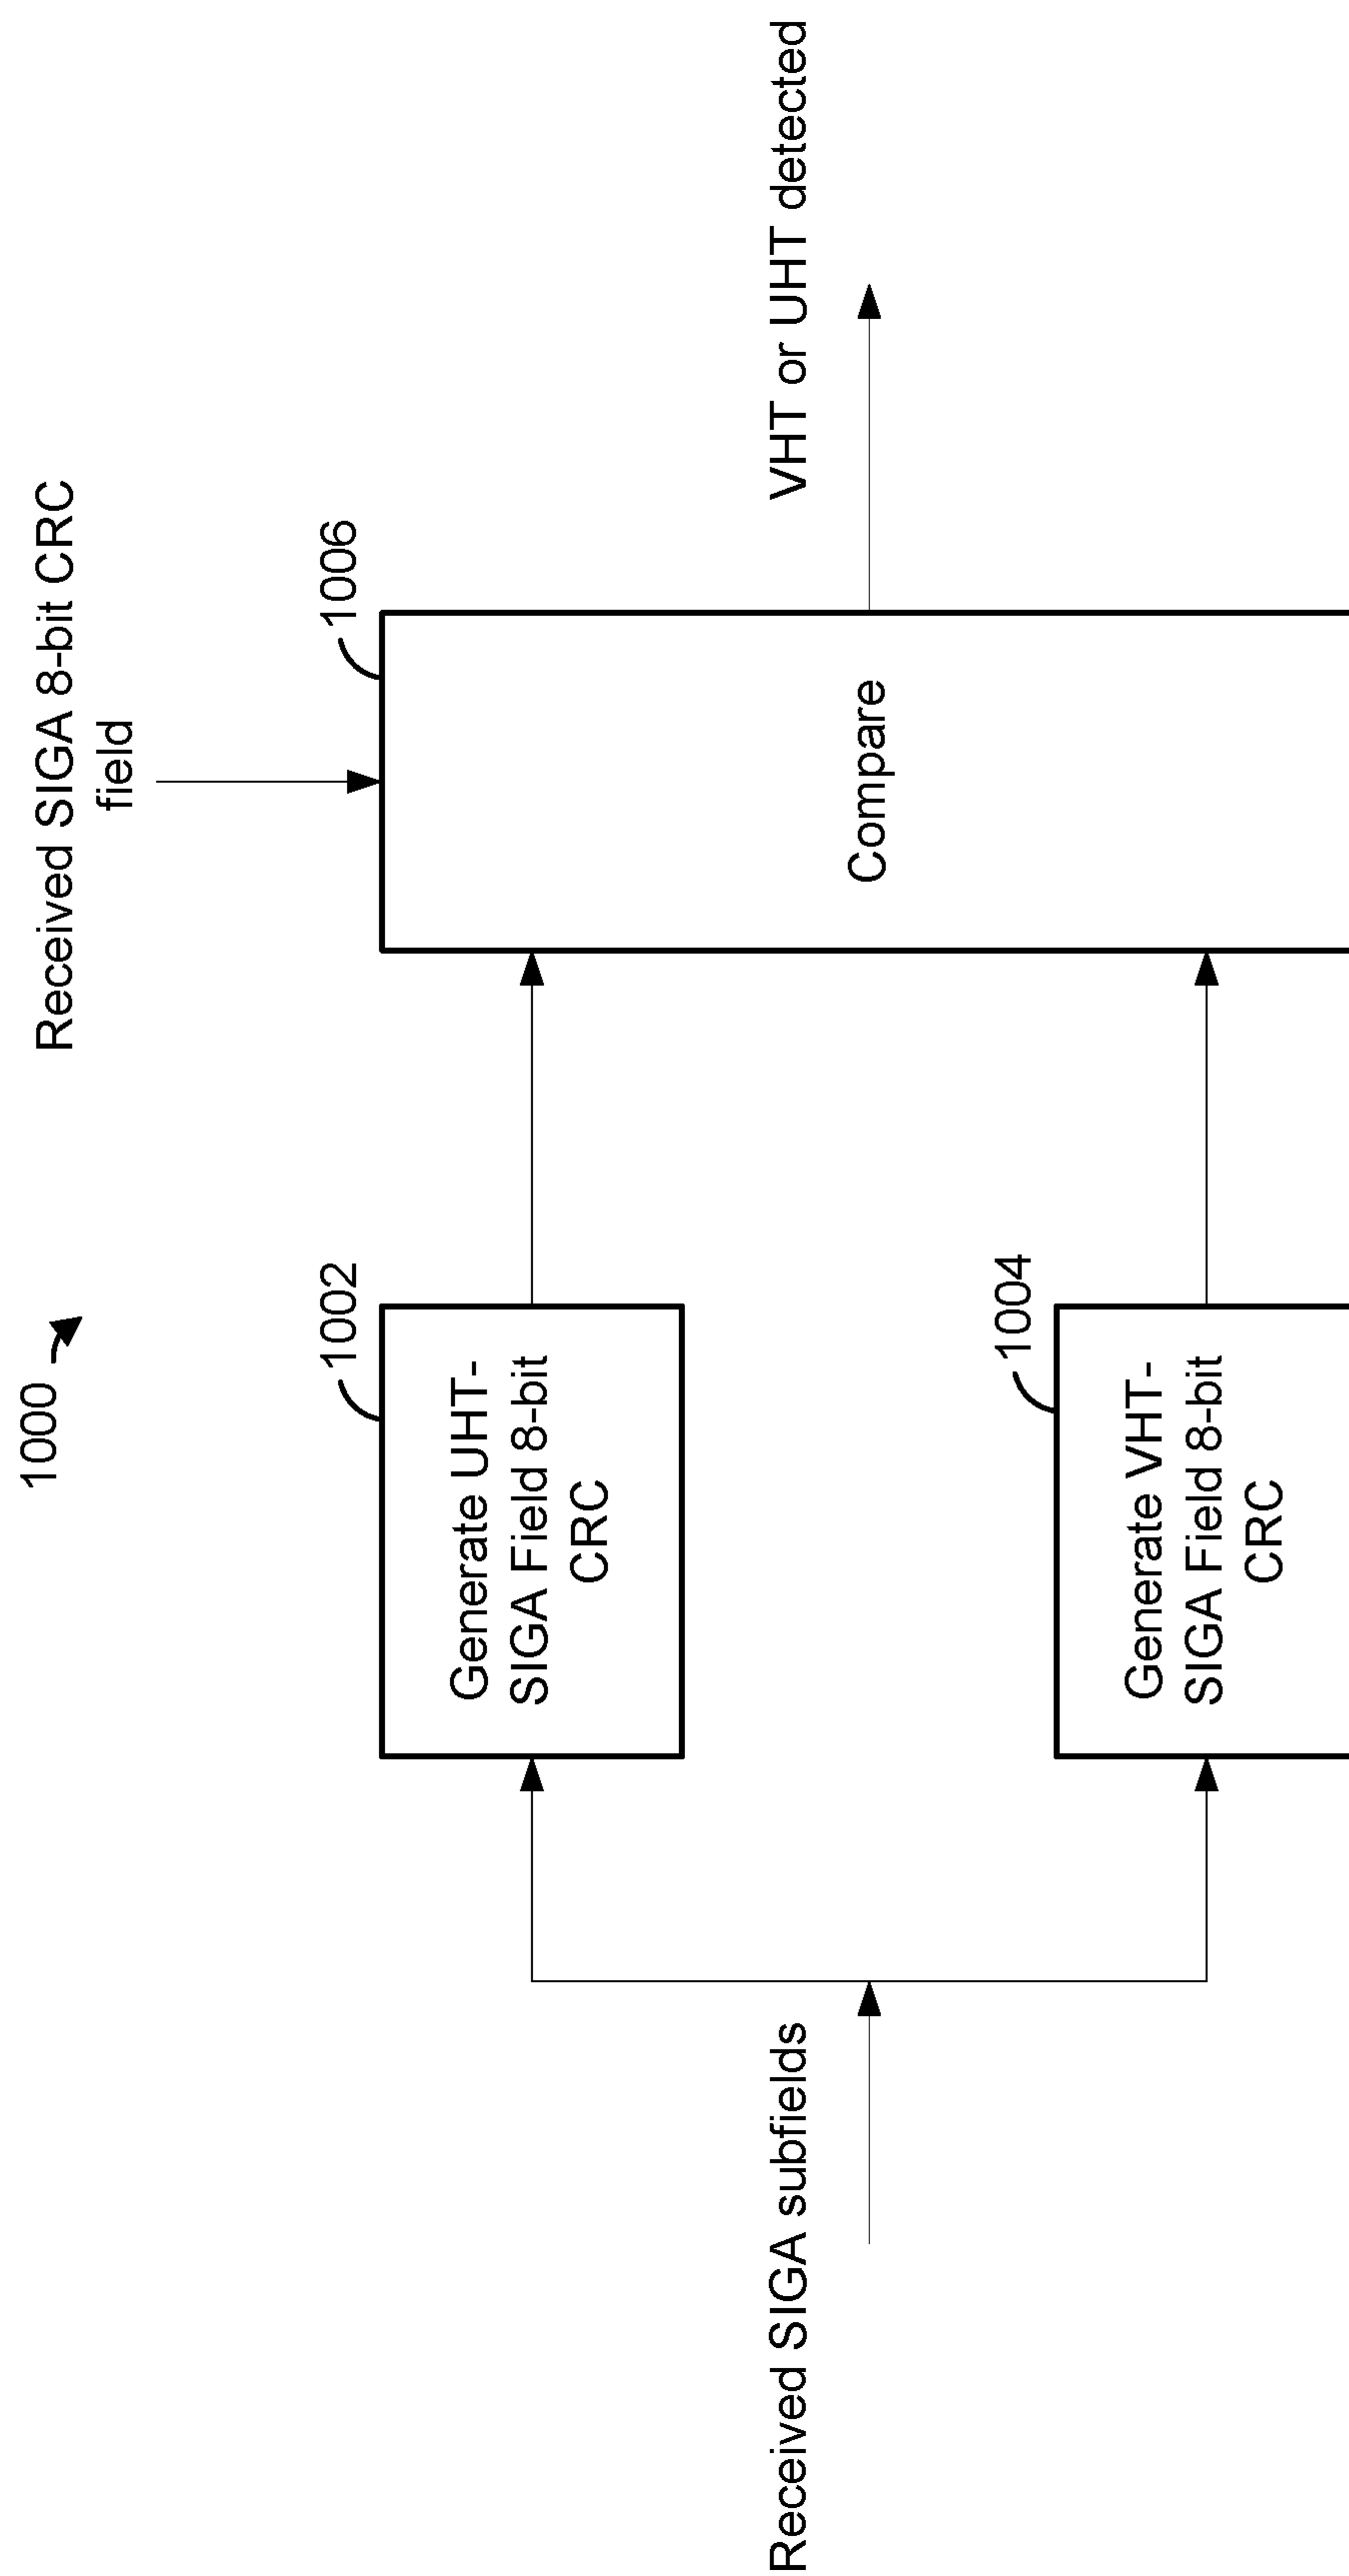 1000
Received SIGA 8-bit CRC
field
1002
1006
Generate UHT-
SIGA Field 8-bit
CRC
Received SIGA subfields
Compare
VHT or UHT detected
1004
Generate VHT-
SIGA Field 8-bit
CRC